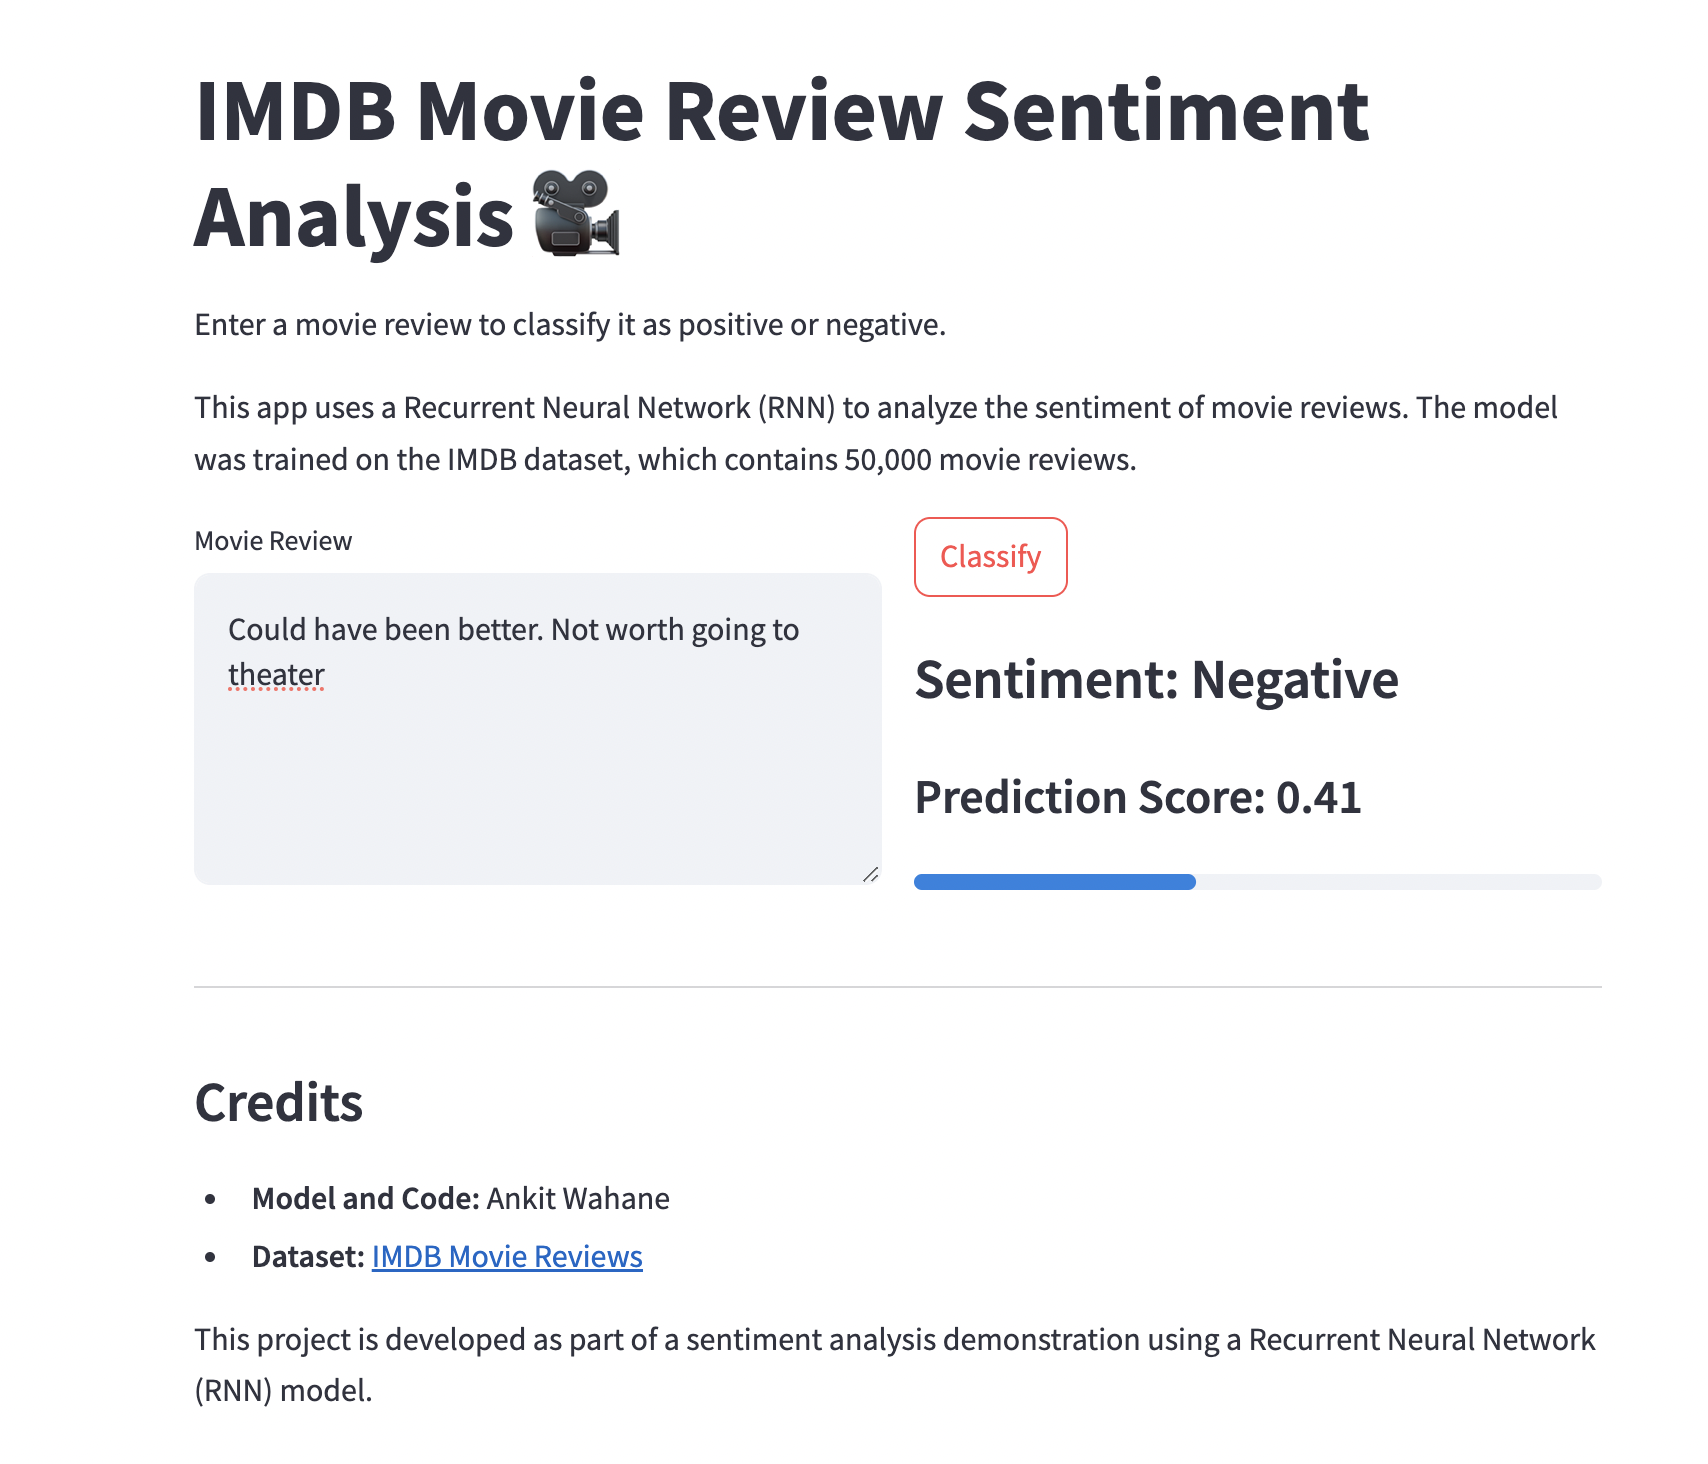 IMDB Movie Review Sentiment
Analysis
Enter a movie review to classify it as positive or negative.
This app uses a Recurrent Neural Network (RNN) to analyze the sentiment of movie reviews. The model
was trained on the IMDB dataset, which contains 50,000 movie reviews.
Movie Review
Could have been better. Not worth going to
theater
Classify
Sentiment: Negative
Prediction Score: 0.41
Credits
Model and Code: Ankit Wahane
Dataset: IMDB Movie Reviews
This project is developed as part of a sentiment analysis demonstration using a Recurrent Neural Network
(RNN) model.